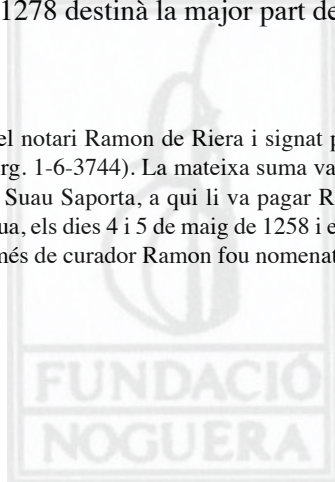 1278 destinà la major part de
el notari Ramon de Riera i signat p
rg. 1-6-3744). La mateixa suma va
Suau Saporta, a qui li va pagar R
ua, els dies 4 i 5 de maig de 1258 i e
més de curador Ramon fou nomenat
FUNDACIÓ
NOGUERA